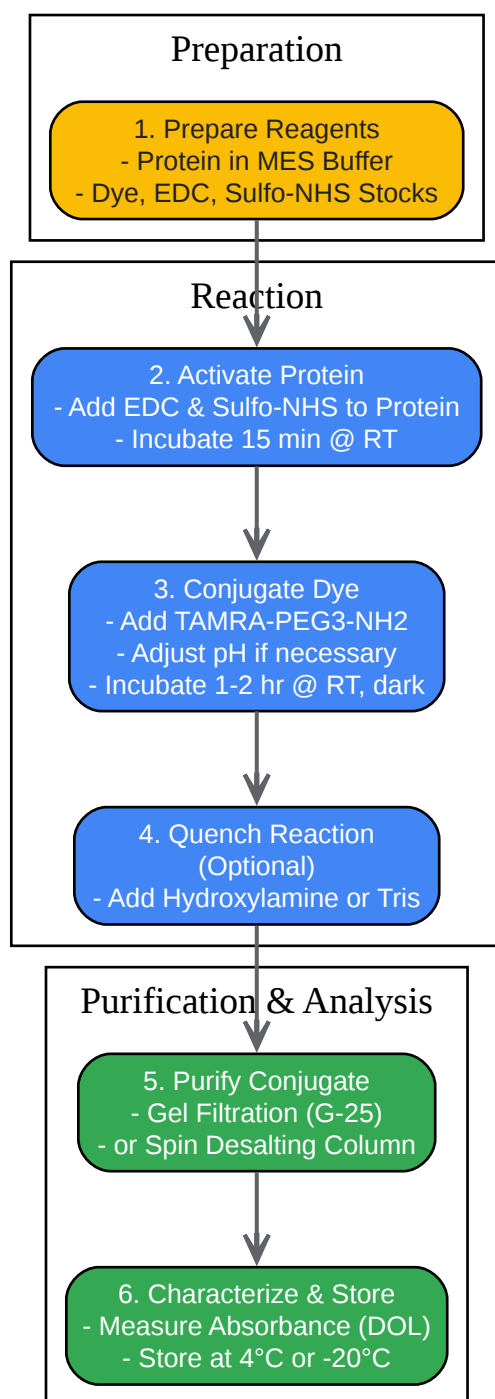 Preparation
1. Prepare Reagents
- Protein in MES Buffer
- Dye, EDC, Sulfo-NHS Stocks
Reaction
2. Activate Protein
- Add EDC & Sulfo-NHS to Protein
- Incubate 15 min @ RT
3. Conjugate Dye
- Add TAMRA-PEG3-NH2
- Adjust pH if necessary
- Incubate 1-2 hr @ RT, dark
4. Quench Reaction
(Optional)
- Add Hydroxylamine or Tris
Purification & Analysis
5. Purify Conjugate
- Gel Filtration (G-25)
- or Spin Desalting Column
6. Characterize & Store
- Measure Absorbance (DOL)
- Store at 4°C or -20°C